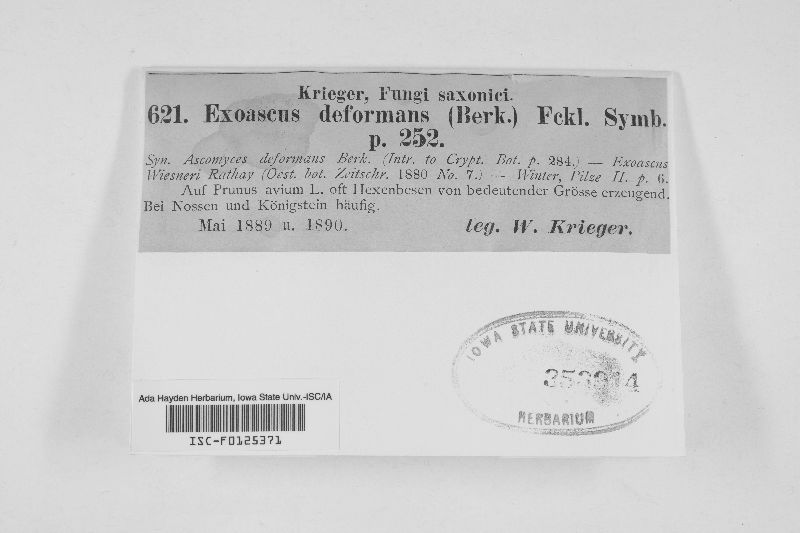 Krieger, Fungi saxonici.
621. Exoascus deformans (Berk.) Fckl. Symb.
p. 252.
Syn. Ascomyces deformans Berk. (Intr. to Crypt. Bot. p. 284.) — Exoascus
Wiesneri Rathay (Oest. bot. Zeitschr. 1880 No. 7.) — Winter, Pilze II. p. 6.
Auf Prunus avium L. oft Hexenbesen von bedeutender Grösse erzeugend.
Bei Nossen und Königstein häufig.
Mai 1889 u. 1890.
leg. W. Krieger.
IOWA STATE UNIVERSITY
HERBARIUM
Ada Hayden Herbarium, Iowa State Univ.-ISC/IA
ISC-F0125371